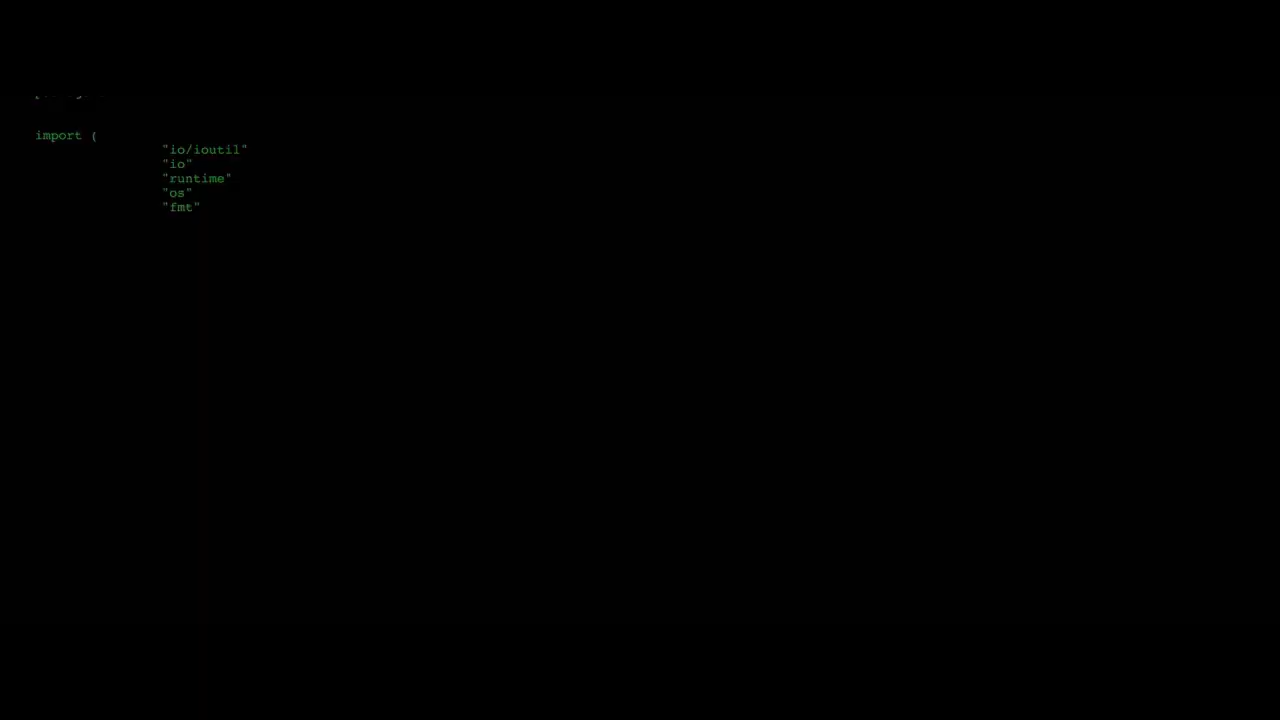 import (
"io/ioutil"
"io"
"runtime"
"os"
"fmt"